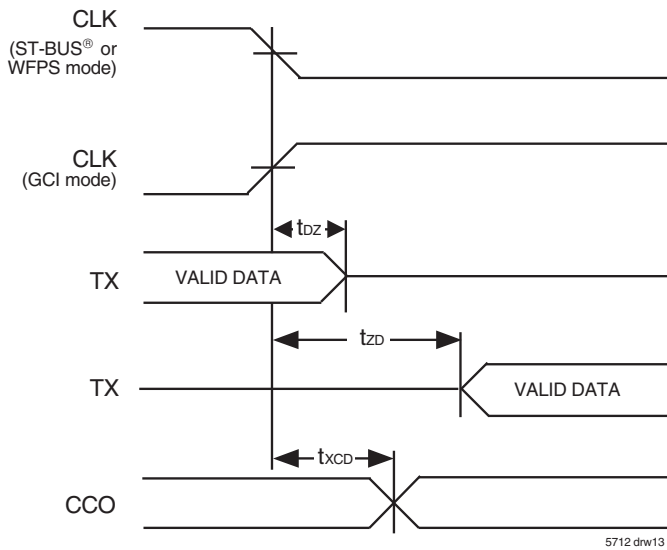 CLK
(ST-BUS® or
WFPS mode)
CLK
(GCI mode)
tDZ
TX
VALID DATA
tZD
TX
VALID DATA
tXCD
CCO
5712 drw13